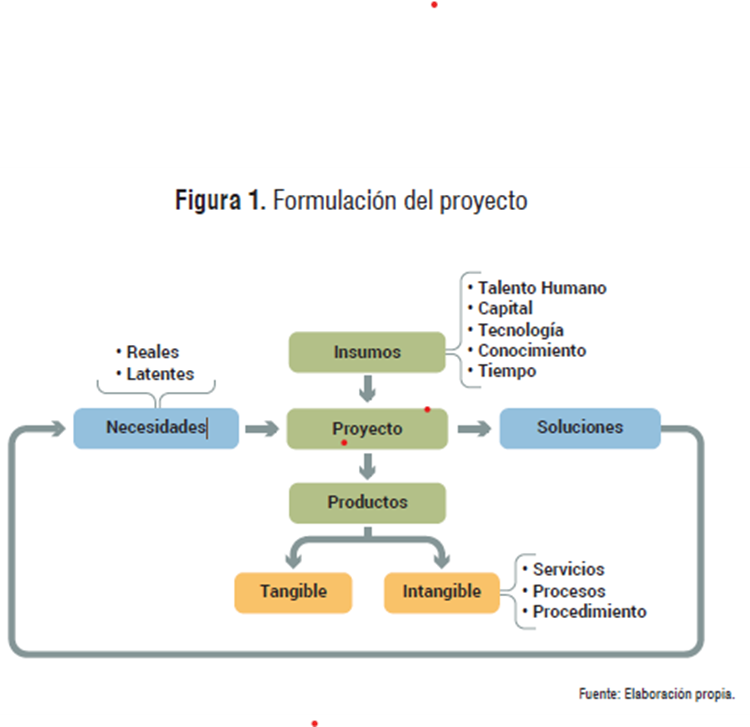 Figura 1. Formulación del proyecto
• Talento Humano
• Capital
• Tecnología
• Conocimiento
• Tiempo
Insumos
• Reales
• Latentes
Necesidades
Proyecto
Soluciones
Productos
Tangible
Intangible
• Servicios
• Procesos
• Procedimiento
Fuente: Elaboración propia.